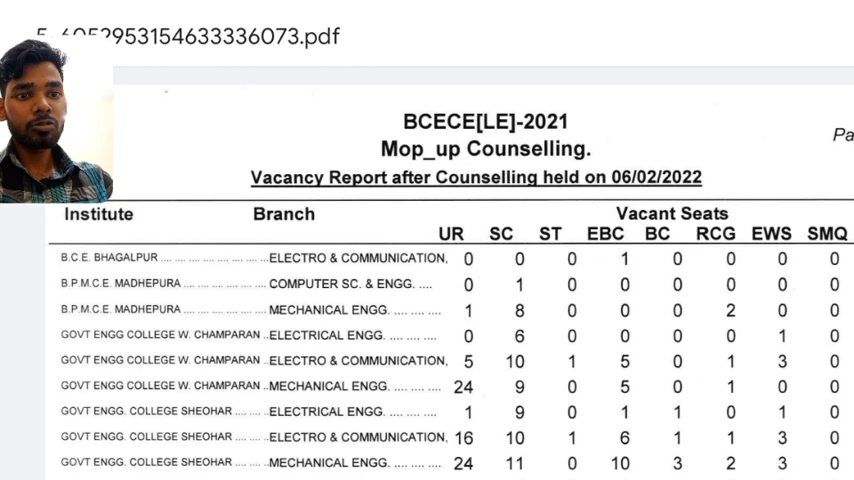 6052953154633336073.pdf
BCECE[LE]-2021
Pa
Mop_up Counselling.
Vacancy Report after Counselling held on 06/02/2022
Institute Branch Vacant Seats
UR SC ST EBC BC RCG EWS SMQ
B.C.E. BHAGALPUR .... .... .... .... .... .... ...ELECTRO & COMMUNICATION, 0 0 0 1 0 0 0 0
B.P.M.C.E. MADHEPURA .... .... .... .... ...COMPUTER SC. & ENGG. .... 0 1 0 0 0 0 0 0
B.P.M.C.E. MADHEPURA .... .... .... .... ...MECHANICAL ENGG. .... .... .... 1 8 0 0 0 2 0 0
GOVT ENGG COLLEGE W. CHAMPARAN ..ELECTRICAL ENGG. .... .... .... 0 6 0 0 0 0 1 0
GOVT ENGG COLLEGE W. CHAMPARAN ..ELECTRO & COMMUNICATION, 5 10 1 5 0 1 3 0
GOVT ENGG COLLEGE W. CHAMPARAN ..MECHANICAL ENGG. .... .... .... 24 9 0 5 0 1 0 0
GOVT ENGG. COLLEGE SHEOHAR .... .... ..ELECTRICAL ENGG. .... .... .... 1 9 0 1 1 0 1 0
GOVT ENGG. COLLEGE SHEOHAR .... .... ..ELECTRO & COMMUNICATION, 16 10 1 6 1 1 3 0
GOVT ENGG. COLLEGE SHEOHAR .... .... ..MECHANICAL ENGG. .... .... .... 24 11 0 10 3 2 3 0